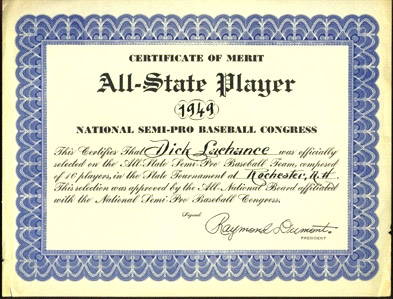 CERTIFICATE OF MERIT
All-State Player
1949
NATIONAL SEMI-PRO BASEBALL CONGRESS
This Certifies That Dick Lachance was officially
selected on the All-State Semi-Pro Baseball Team, composed
of 16 players, in the State Tournament at Rochester, N.H.
This selection was approved by the All-National Board affiliated
with the National Semi-Pro Baseball Congress.
Signed
Raymond Dumont
PRESIDENT